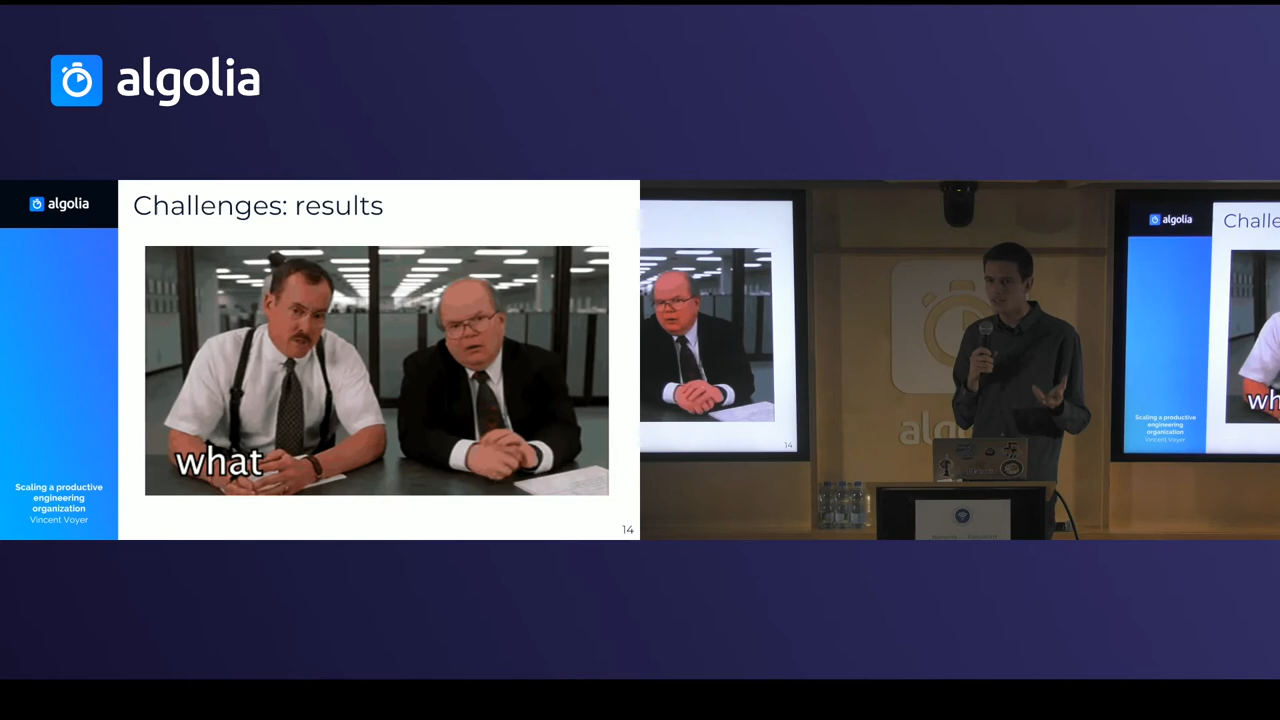 algolia
algolia
Challenges: results
what
Scaling a productive
engineering
organization
Vincent Voyer
14
14
algolia
Challe
wh
Scaling a productive
engineering
organization
Vincent Voyer